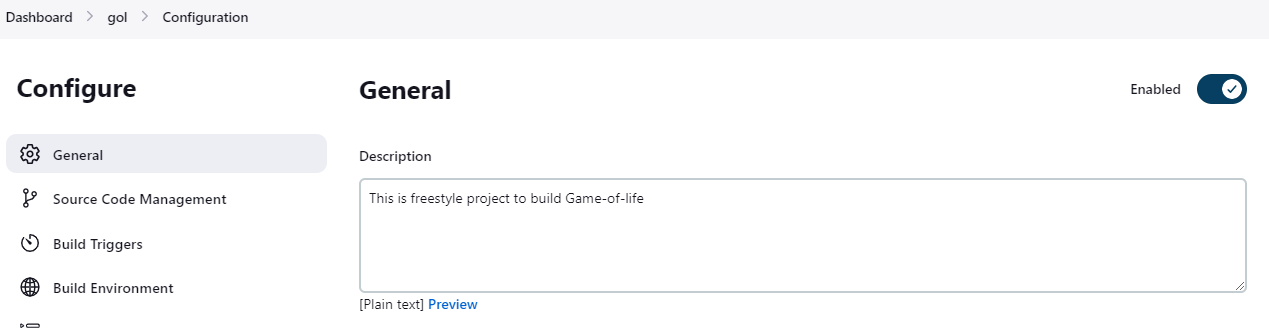 Dashboard > gol > Configuration
Configure
General
Source Code Management
Build Triggers
Build Environment
General
Enabled
Description
This is freestyle project to build Game-of-life
[Plain text] Preview